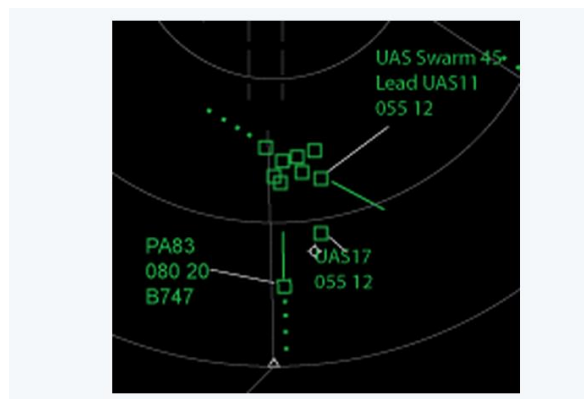 UAS Swarm 45
Lead UAS11
055 12
PA83
080 20
B747
UAS17
055 12